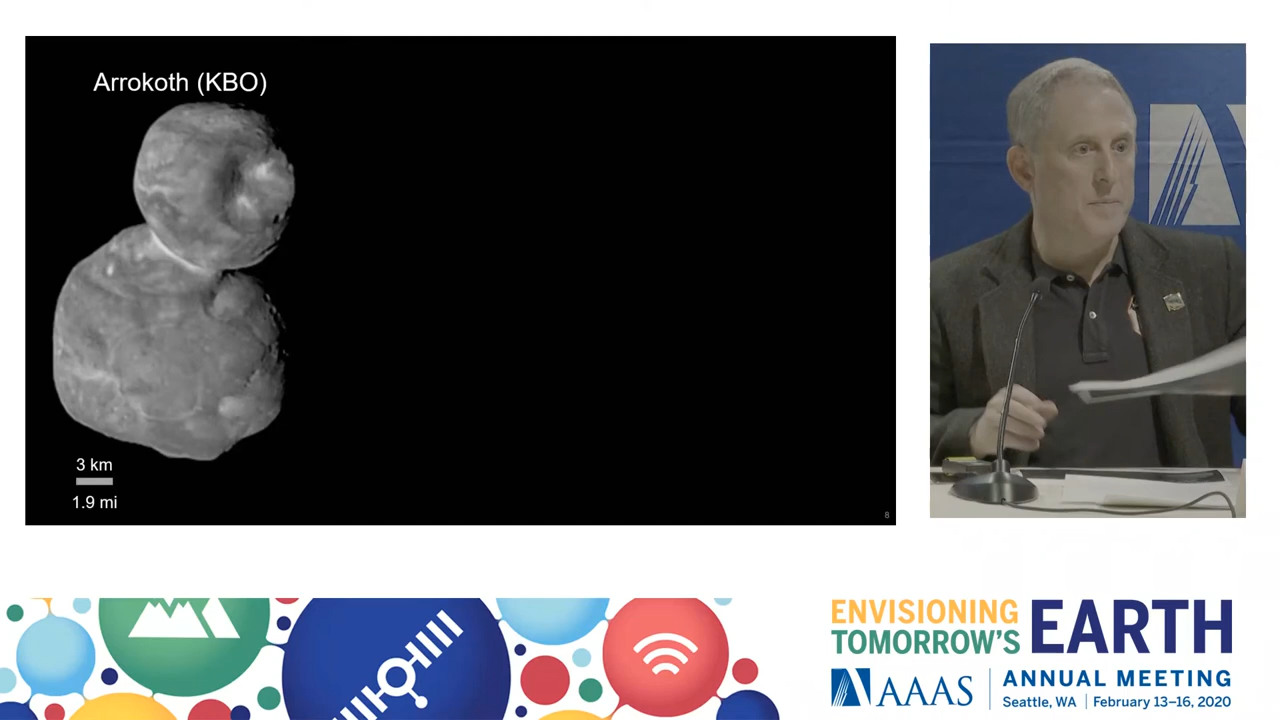 Arrokoth (KBO)
3 km
1.9 mi
8
ENVISIONING
TOMORROW'S
EARTH
AAAS
ANNUAL MEETING
Seattle, WA | February 13–16, 2020